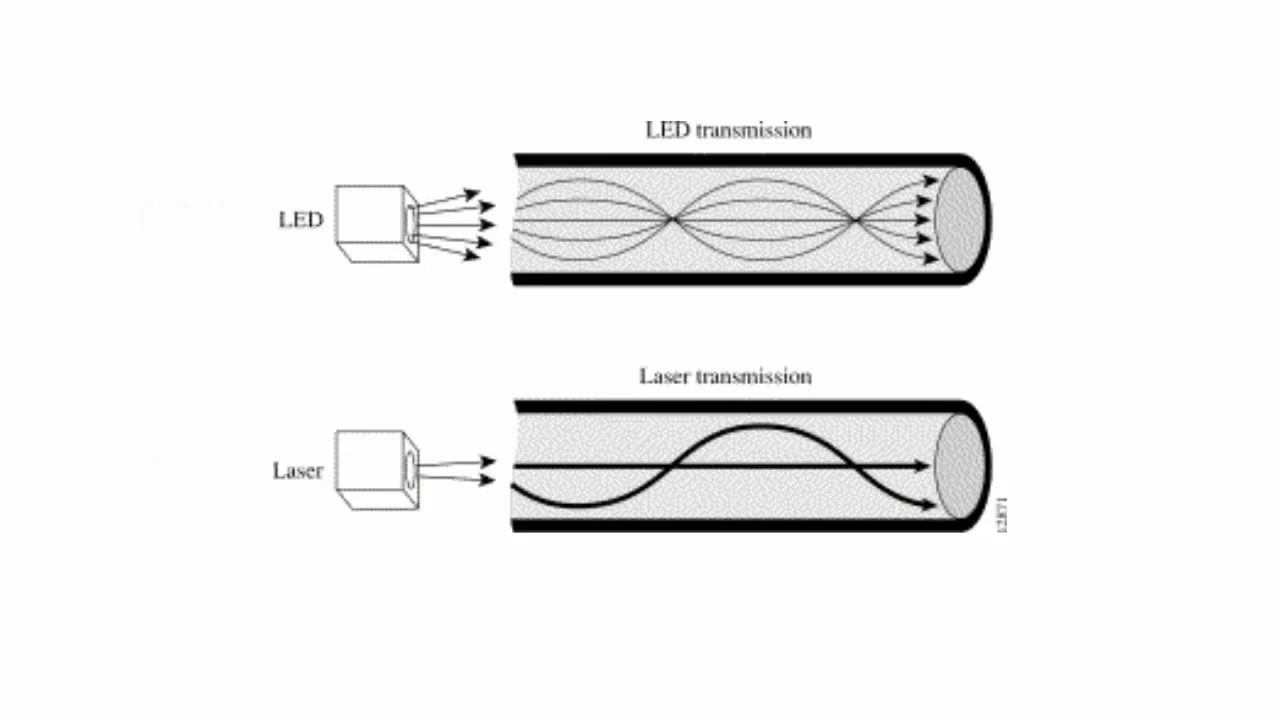 LED transmission
LED
Laser transmission
Laser
12871